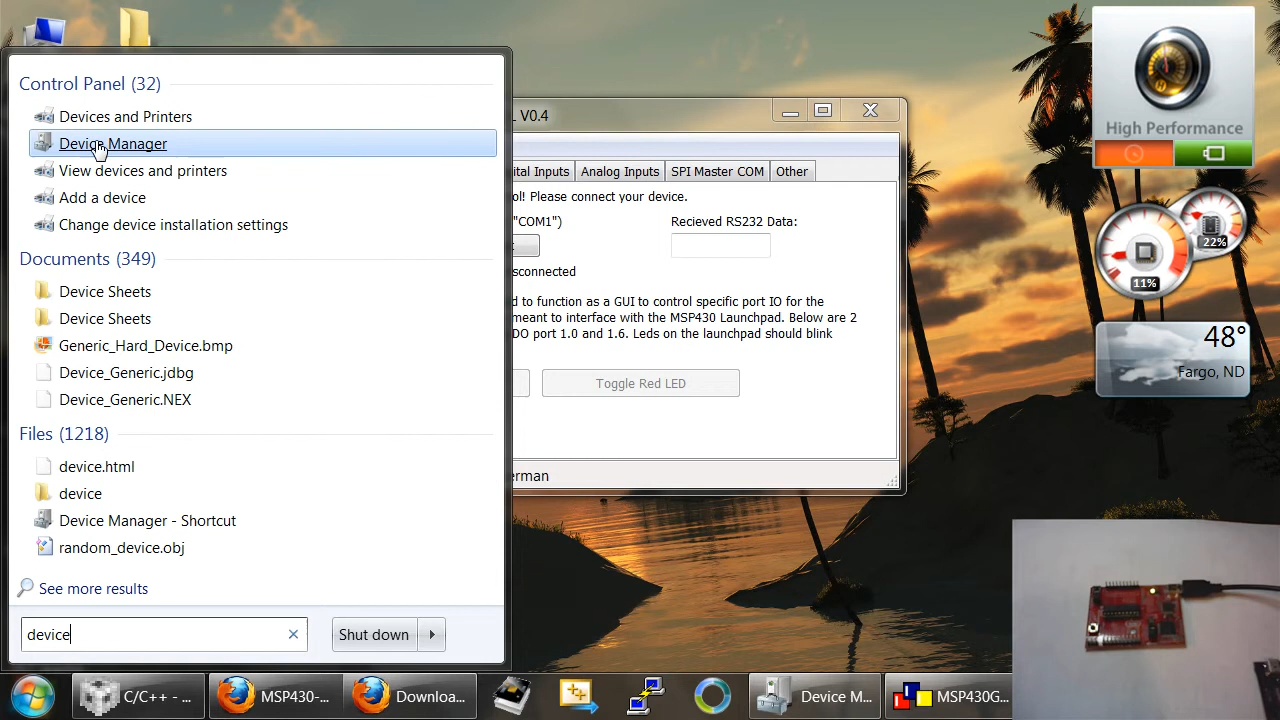 Control Panel (32)
Devices and Printers
Device Manager
View devices and printers
Add a device
Change device installation settings
Documents (349)
Device Sheets
Device Sheets
Generic_Hard_Device.bmp
Device_Generic.jdbg
Device_Generic.NEX
Files (1218)
device.html
device
Device Manager - Shortcut
random_device.obj
See more results
device
Shut down
V0.4
ital Inputs
Analog Inputs
SPI Master COM
Other
ol! Please connect your device.
"COM1")
Recieved RS232 Data:
sconnected
d to function as a GUI to control specific port IO for the
meant to interface with the MSP430 Launchpad. Below are 2
DO port 1.0 and 1.6. Leds on the launchpad should blink
Toggle Red LED
erman
High Performance
22%
11%
48°
Fargo, ND
C/C++ - ...
MSP430-...
Downloa...
Device M...
MSP430G...